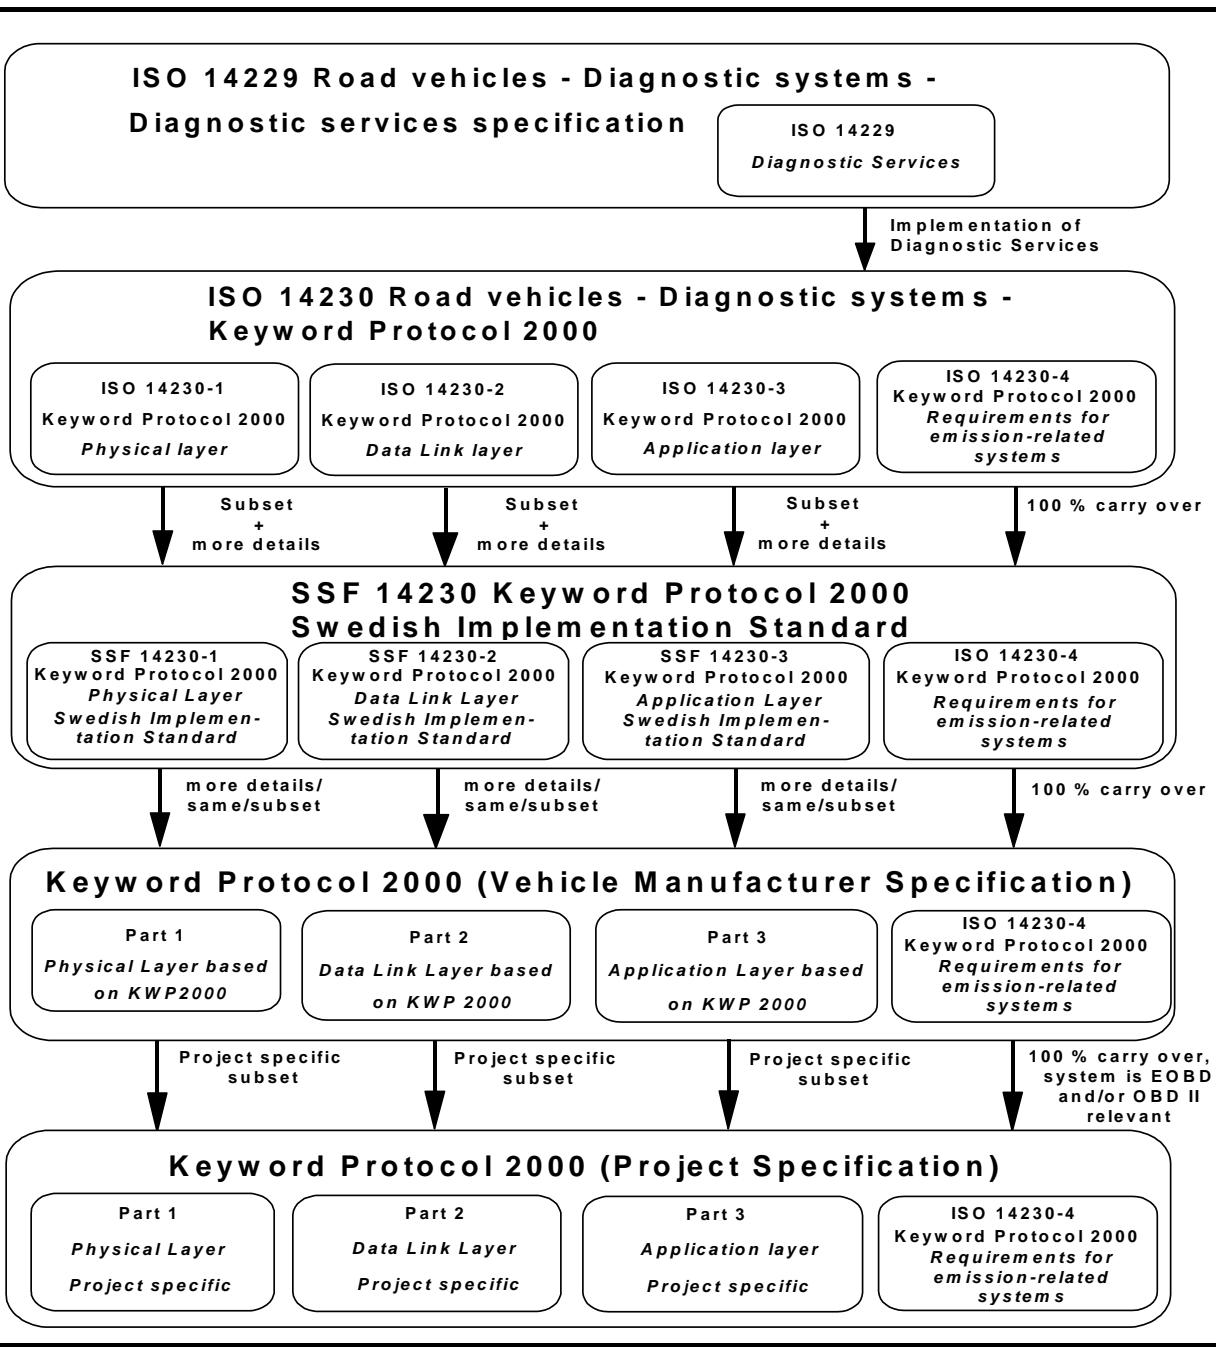 ISO 14229 Road vehicles - Diagnostic systems -
Diagnostic services specification
ISO 14229
Diagnostic Services
Implementation of
Diagnostic Services
ISO 14230 Road vehicles - Diagnostic systems -
Keyword Protocol 2000
ISO 14230-1
Keyword Protocol 2000
Physical layer
ISO 14230-2
Keyword Protocol 2000
Data Link layer
ISO 14230-3
Keyword Protocol 2000
Application layer
ISO 14230-4
Keyword Protocol 2000
Requirements for
emission-related
systems
Subset
+
more details
Subset
+
more details
Subset
+
more details
100 % carry over
SSF 14230 Keyword Protocol 2000
Swedish Implementation Standard
SSF 14230-1
Keyword Protocol 2000
Physical Layer
Swedish Implemen-
tation Standard
SSF 14230-2
Keyword Protocol 2000
Data Link Layer
Swedish Implemen-
tation Standard
SSF 14230-3
Keyword Protocol 2000
Application Layer
Swedish Implemen-
tation Standard
ISO 14230-4
Keyword Protocol 2000
Requirements for
emission-related
systems
more details/
same/subset
more details/
same/subset
more details/
same/subset
100 % carry over
Keyword Protocol 2000 (Vehicle Manufacturer Specification)
Part 1
Physical Layer based
on KWP2000
Part 2
Data Link Layer based
on KWP 2000
Part 3
Application Layer based
on KWP 2000
ISO 14230-4
Keyword Protocol 2000
Requirements for
emission-related
systems
Project specific
subset
Project specific
subset
Project specific
subset
100 % carry over,
system is EOBD
and/or OBD II
relevant
Keyword Protocol 2000 (Project Specification)
Part 1
Physical Layer
Project specific
Part 2
Data Link Layer
Project specific
Part 3
Application layer
Project specific
ISO 14230-4
Keyword Protocol 2000
Requirements for
emission-related
systems